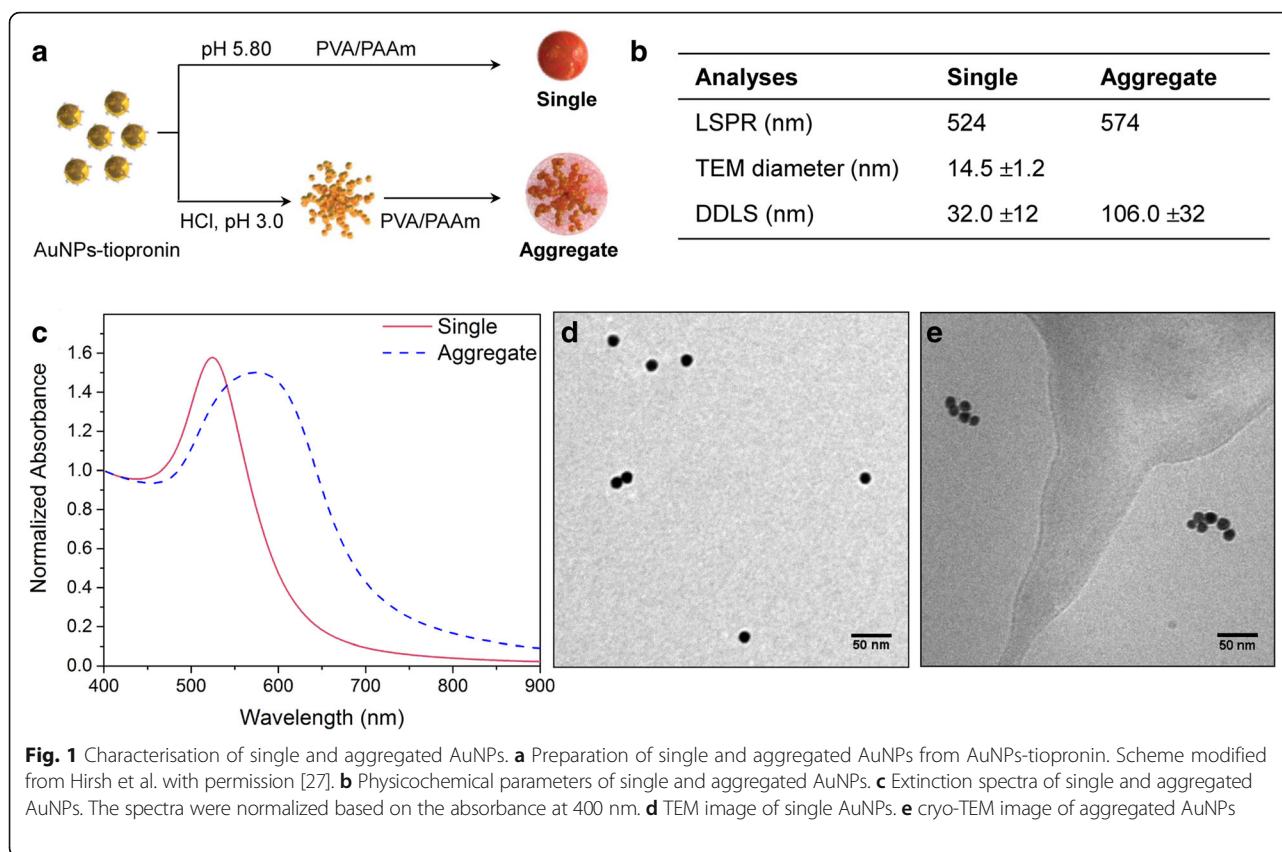 a
pH 5.80 PVA/PAAm
Single
HCl, pH 3.0
PVA/PAAm
AuNPs-tiopronin
Aggregate
b
Analyses Single Aggregate
LSPR (nm) 524 574
TEM diameter (nm) 14.5 ±1.2
DDLS (nm) 32.0 ±12 106.0 ±32
c
Single
Aggregate
1.6
1.4
1.2
1.0
0.8
0.6
0.4
0.2
0.0
Normalized Absorbance
400 500 600 700 800 900
Wavelength (nm)
d
50 nm
e
50 nm
Fig. 1 Characterisation of single and aggregated AuNPs. a Preparation of single and aggregated AuNPs from AuNPs-tiopronin. Scheme modified
from Hirsh et al. with permission [27]. b Physicochemical parameters of single and aggregated AuNPs. c Extinction spectra of single and aggregated
AuNPs. The spectra were normalized based on the absorbance at 400 nm. d TEM image of single AuNPs. e cryo-TEM image of aggregated AuNPs